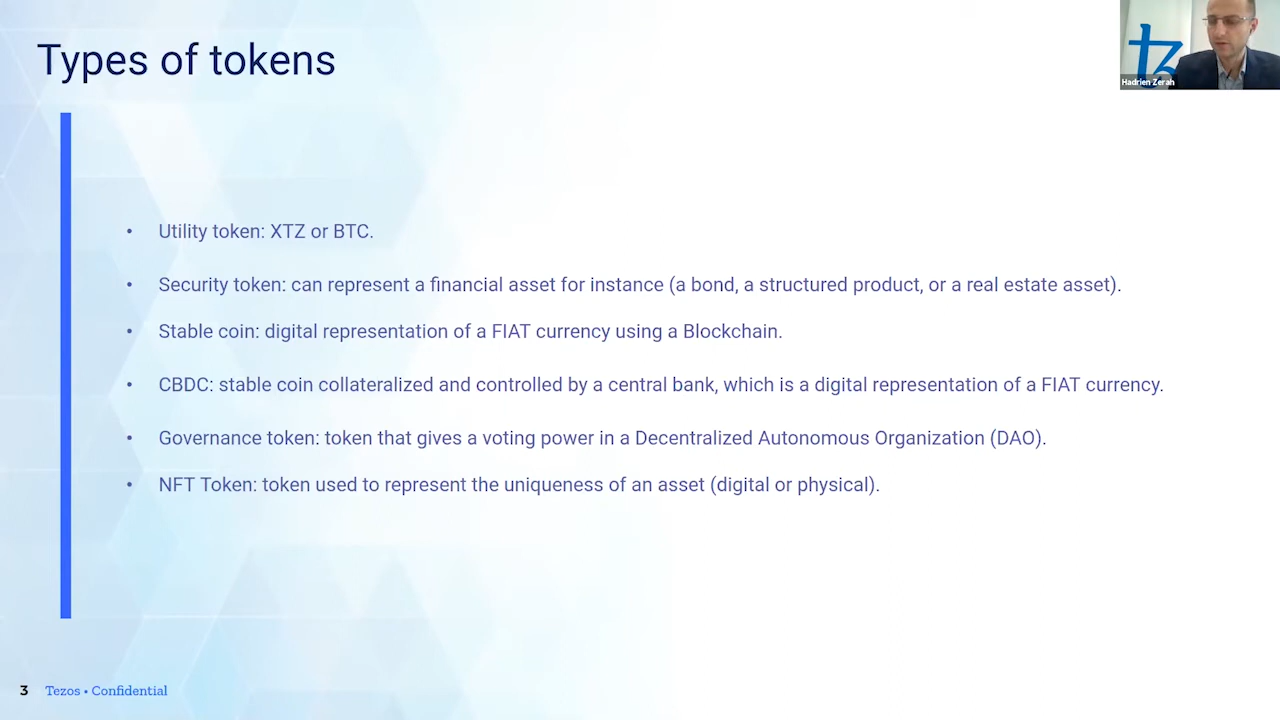 Types of tokens
Hadrien Zerah
• Utility token: XTZ or BTC.
• Security token: can represent a financial asset for instance (a bond, a structured product, or a real estate asset).
• Stable coin: digital representation of a FIAT currency using a Blockchain.
• CBDC: stable coin collateralized and controlled by a central bank, which is a digital representation of a FIAT currency.
• Governance token: token that gives a voting power in a Decentralized Autonomous Organization (DAO).
• NFT Token: token used to represent the uniqueness of an asset (digital or physical).
3 Tezos • Confidential